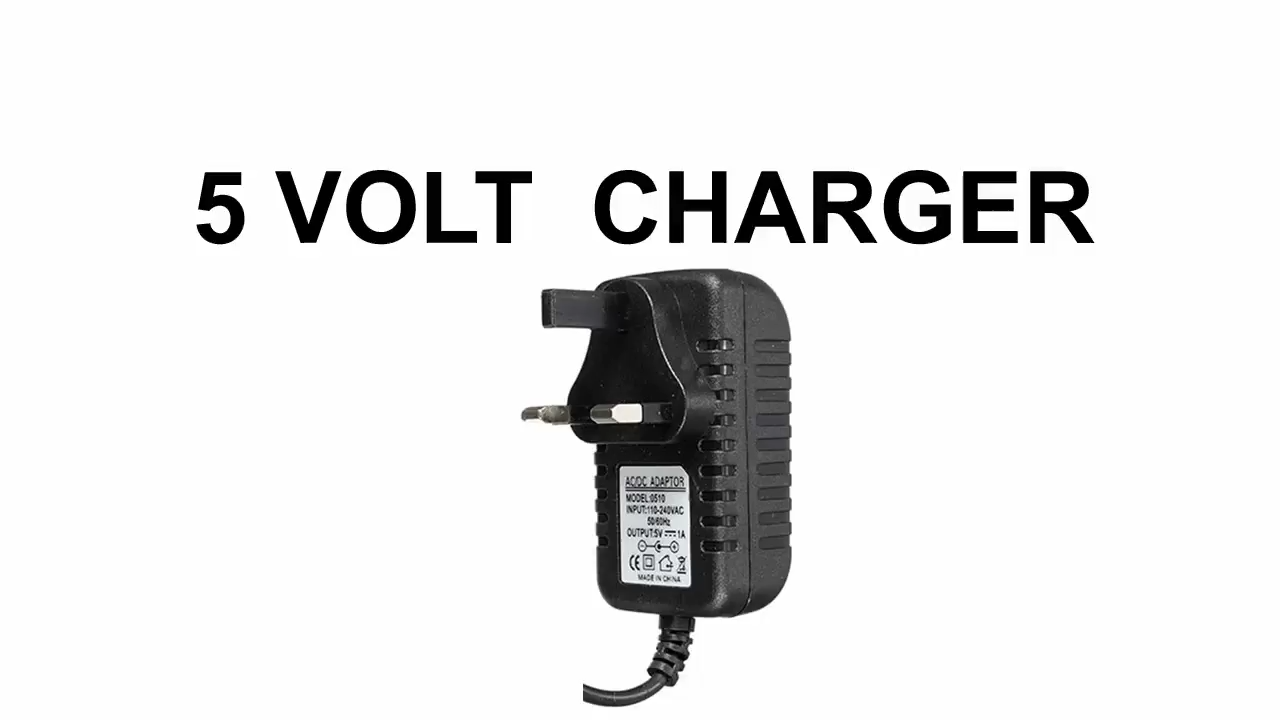 5 VOLT CHARGER
AC/DC ADAPTOR
MODEL:0510
INPUT:110-240VAC
50/60Hz
OUTPUT:5V⎓1A
CE
MADE IN CHINA